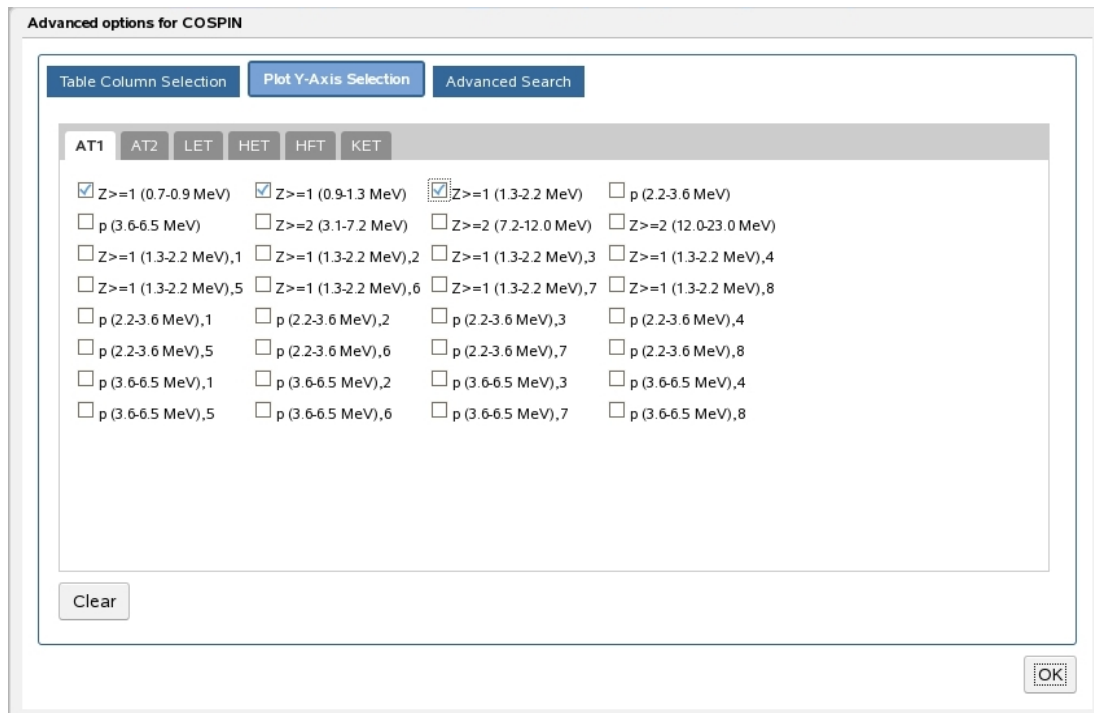 Advanced options for COSPIN
Table Column Selection Plot Y-Axis Selection Advanced Search
AT1 AT2 LET HET HFT KET
Z>=1 (0.7-0.9 MeV) Z>=1 (0.9-1.3 MeV) Z>=1 (1.3-2.2 MeV) p (2.2-3.6 MeV)
p (3.6-6.5 MeV) Z>=2 (3.1-7.2 MeV) Z>=2 (7.2-12.0 MeV) Z>=2 (12.0-23.0 MeV)
Z>=1 (1.3-2.2 MeV),1 Z>=1 (1.3-2.2 MeV),2 Z>=1 (1.3-2.2 MeV),3 Z>=1 (1.3-2.2 MeV),4
Z>=1 (1.3-2.2 MeV),5 Z>=1 (1.3-2.2 MeV),6 Z>=1 (1.3-2.2 MeV),7 Z>=1 (1.3-2.2 MeV),8
p (2.2-3.6 MeV),1 p (2.2-3.6 MeV),2 p (2.2-3.6 MeV),3 p (2.2-3.6 MeV),4
p (2.2-3.6 MeV),5 p (2.2-3.6 MeV),6 p (2.2-3.6 MeV),7 p (2.2-3.6 MeV),8
p (3.6-6.5 MeV),1 p (3.6-6.5 MeV),2 p (3.6-6.5 MeV),3 p (3.6-6.5 MeV),4
p (3.6-6.5 MeV),5 p (3.6-6.5 MeV),6 p (3.6-6.5 MeV),7 p (3.6-6.5 MeV),8
Clear
OK